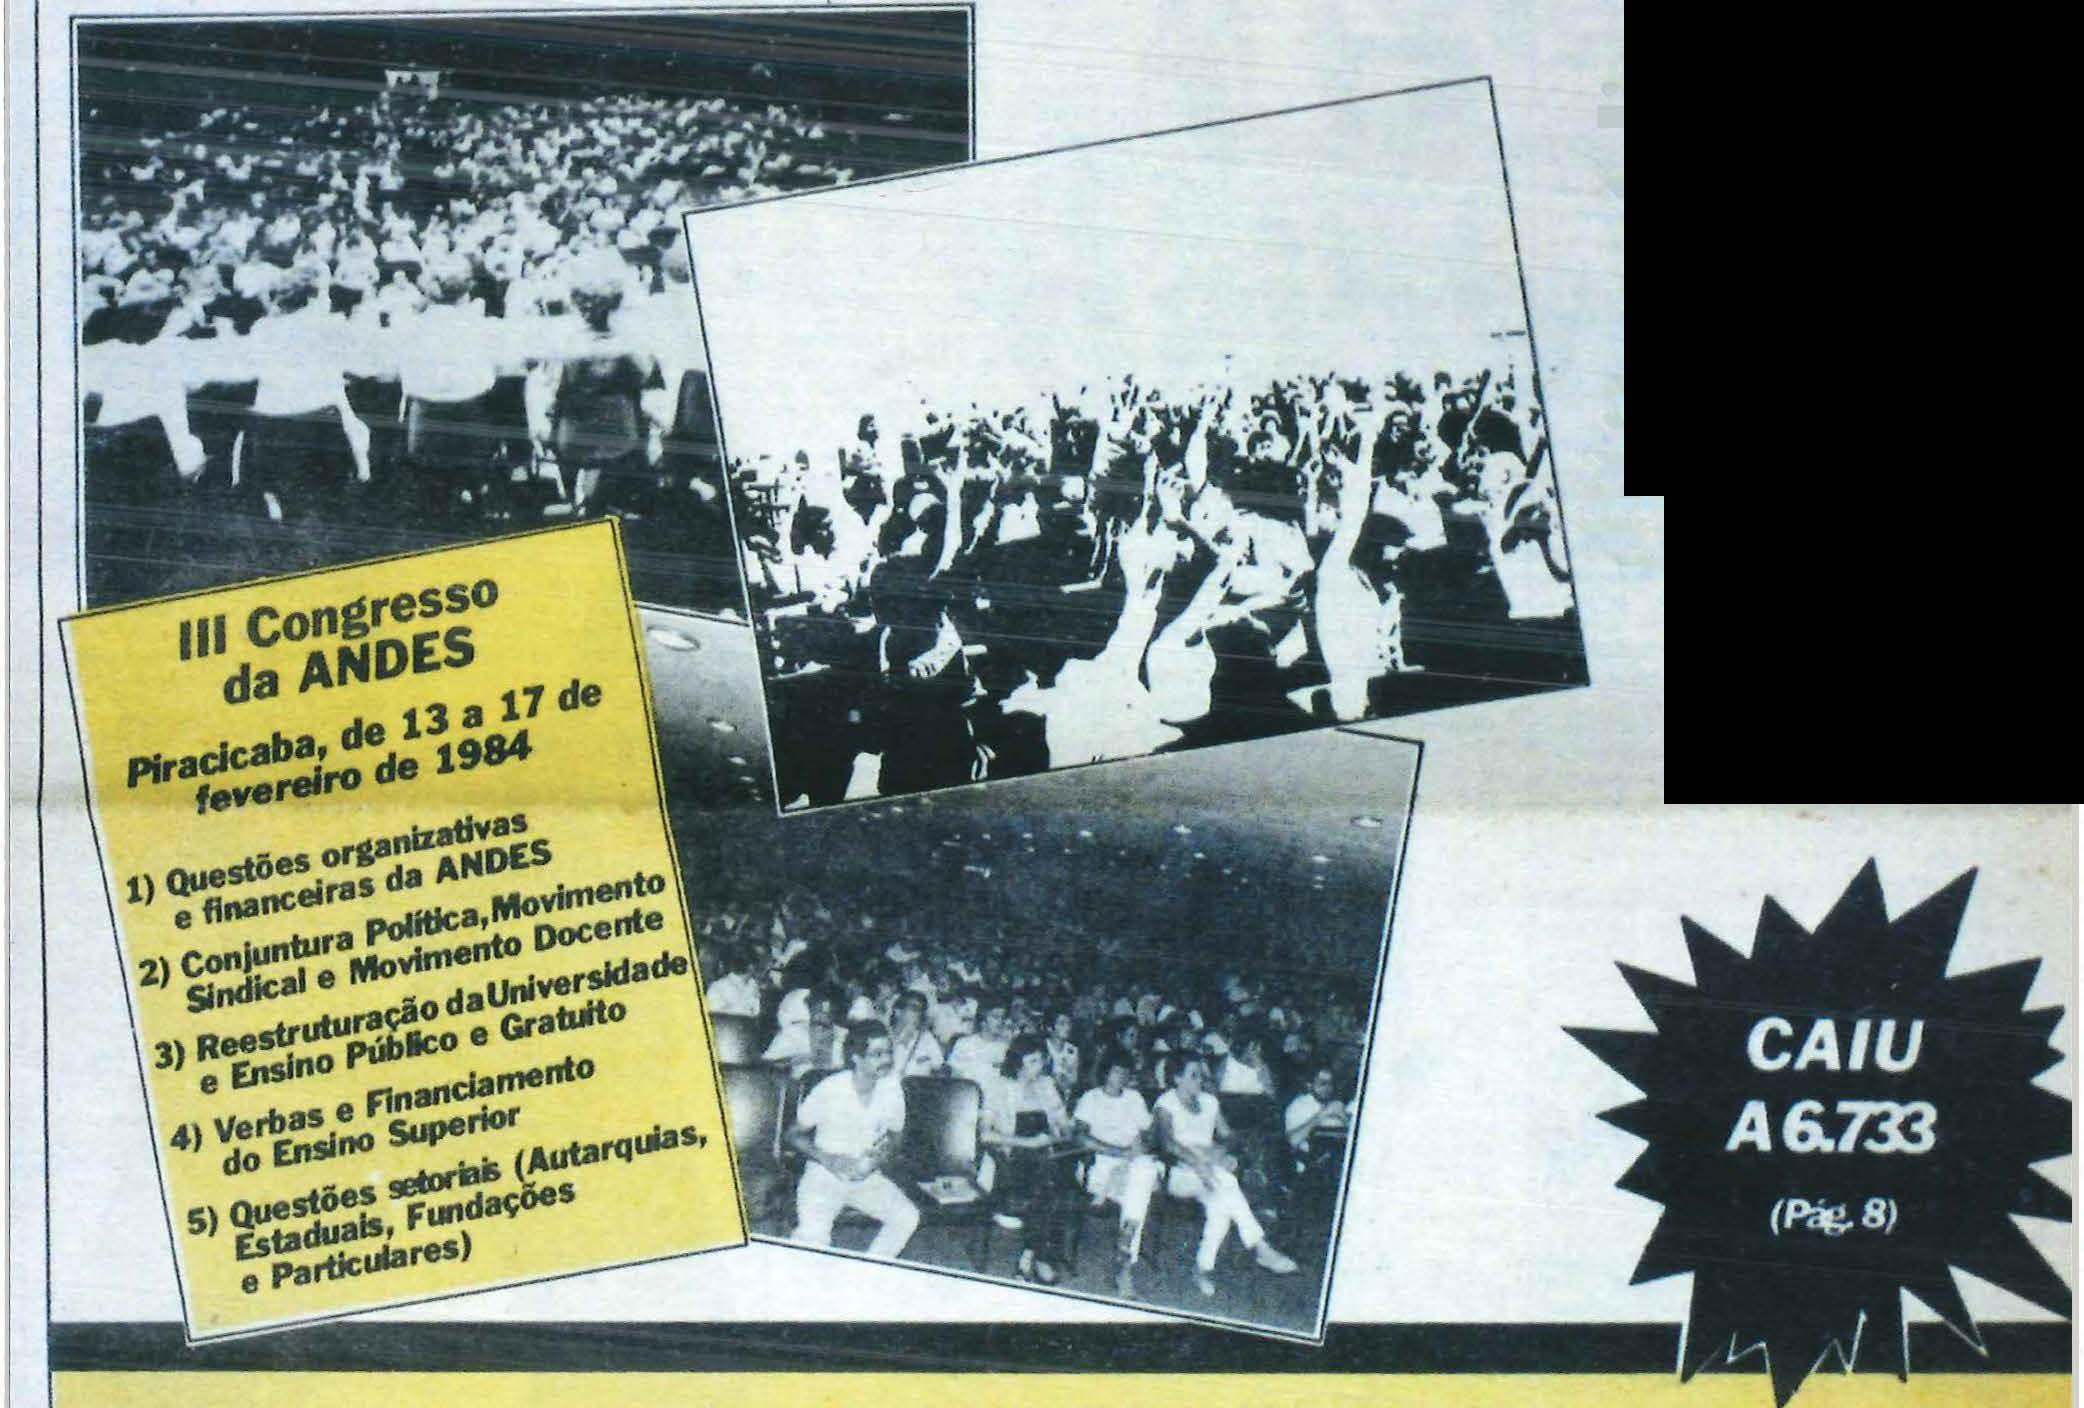 III Congresso
da ANDES
Piracicaba, de 13 a 17 de
fevereiro de 1984
1) Questões organizativas
e financeiras da ANDES
2) Conjuntura Política, Movimento
Sindical e Movimento Docente
3) Reestruturação da Universidade
e Ensino Público e Gratuito
4) Verbas e Financiamento
do Ensino Superior
5) Questões setoriais (Autarquias,
Estaduais, Fundações
e Particulares)
CAIU
A 6.733
(Pág. 8)